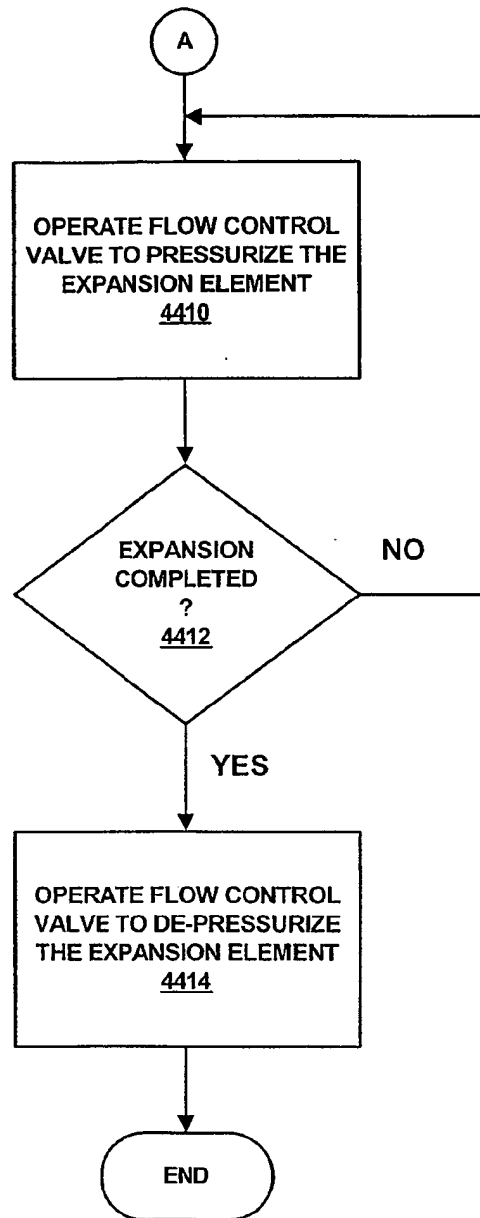 A
OPERATE FLOW CONTROL
VALVE TO PRESSURIZE THE
EXPANSION ELEMENT
4410
EXPANSION
COMPLETED
?
4412
NO
YES
OPERATE FLOW CONTROL
VALVE TO DE-PRESSURIZE
THE EXPANSION ELEMENT
4414
END